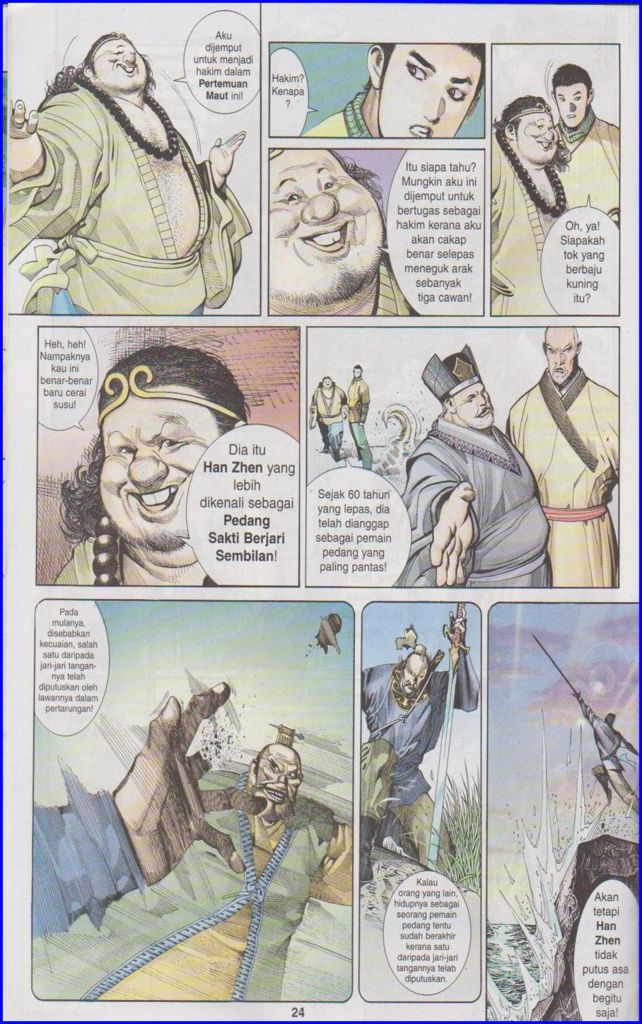 Aku
dijemput
untuk menjadi
hakim dalam
Pertemuan
Maut ini!
Hakim?
Kenapa
?
Itu siapa tahu?
Mungkin aku ini
dijemput untuk
bertugas sebagai
hakim kerana aku
akan cakap
benar selepas
meneguk arak
sebanyak
tiga cawan!
Oh, ya!
Siapakah
tok yang
berbaju
kuning
itu?
Heh, heh!
Nampaknya
kau ini
benar-benar
baru cerai
susu!
Dia itu
Han Zhen yang
lebih
dikenali sebagai
Pedang
Sakti Berjari
Sembilan!
Sejak 60 tahun
yang lepas, dia
telah dianggap
sebagai pemain
pedang yang
paling pantas!
Pada
mulanya,
disebabkan
kecuaian, salah
satu daripada
jari-jari tangan-
nya telah
diputuskan oleh
lawannya dalam
pertarungan!
Kalau
orang yang lain,
hidupnya sebagai
seorang pemain
pedang tentu
sudah berakhir
kerana satu
daripada jari-jari
tangannya telah
diputuskan.
Akan
tetapi
Han
Zhen
tidak
putus asa
dengan
begitu
saja!
24